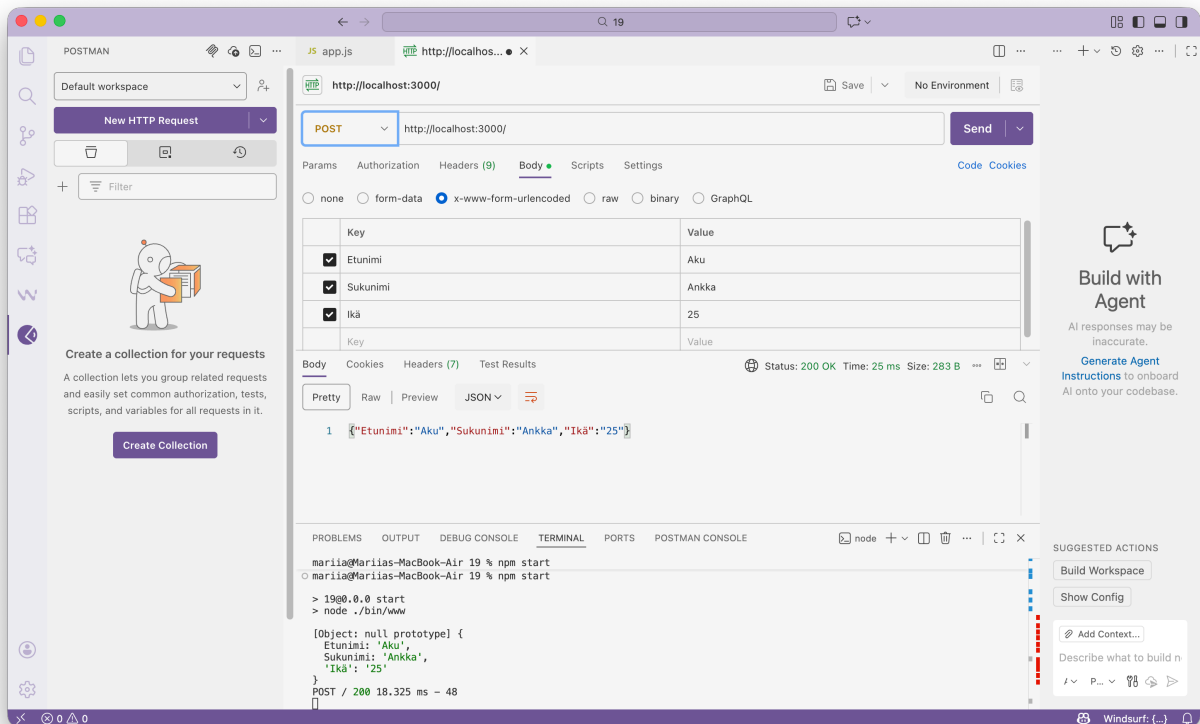 19
POSTMAN
JS app.js
HTTP http://localhos...
Default workspace
HTTP http://localhost:3000/
Save
No Environment
New HTTP Request
POST
http://localhost:3000/
Send
Params Authorization Headers (9) Body Scripts Settings
Code Cookies
Filter
none form-data x-www-form-urlencoded raw binary GraphQL
Key Value
Etunimi Aku
Sukunimi Ankka
Ikä 25
Key Value
Create a collection for your requests
A collection lets you group related requests
and easily set common authorization, tests,
scripts, and variables for all requests in it.
Create Collection
Body Cookies Headers (7) Test Results
Status: 200 OK Time: 25 ms Size: 283 B
Pretty Raw Preview JSON
1 {"Etunimi":"Aku","Sukunimi":"Ankka","Ikä":"25"}
PROBLEMS OUTPUT DEBUG CONSOLE TERMINAL PORTS POSTMAN CONSOLE
node
mariia@Mariias-MacBook-Air 19 % npm start
mariia@Mariias-MacBook-Air 19 % npm start
> 19@0.0.0 start
> node ./bin/www
[Object: null prototype] {
Etunimi: 'Aku',
Sukunimi: 'Ankka',
'Ikä': '25'
}
POST / 200 18.325 ms - 48
Build with
Agent
AI responses may be
inaccurate.
Generate Agent
Instructions to onboard
AI onto your codebase.
SUGGESTED ACTIONS
Build Workspace
Show Config
Add Context...
Describe what to build n
P...
0 0
Windsurf: {...}